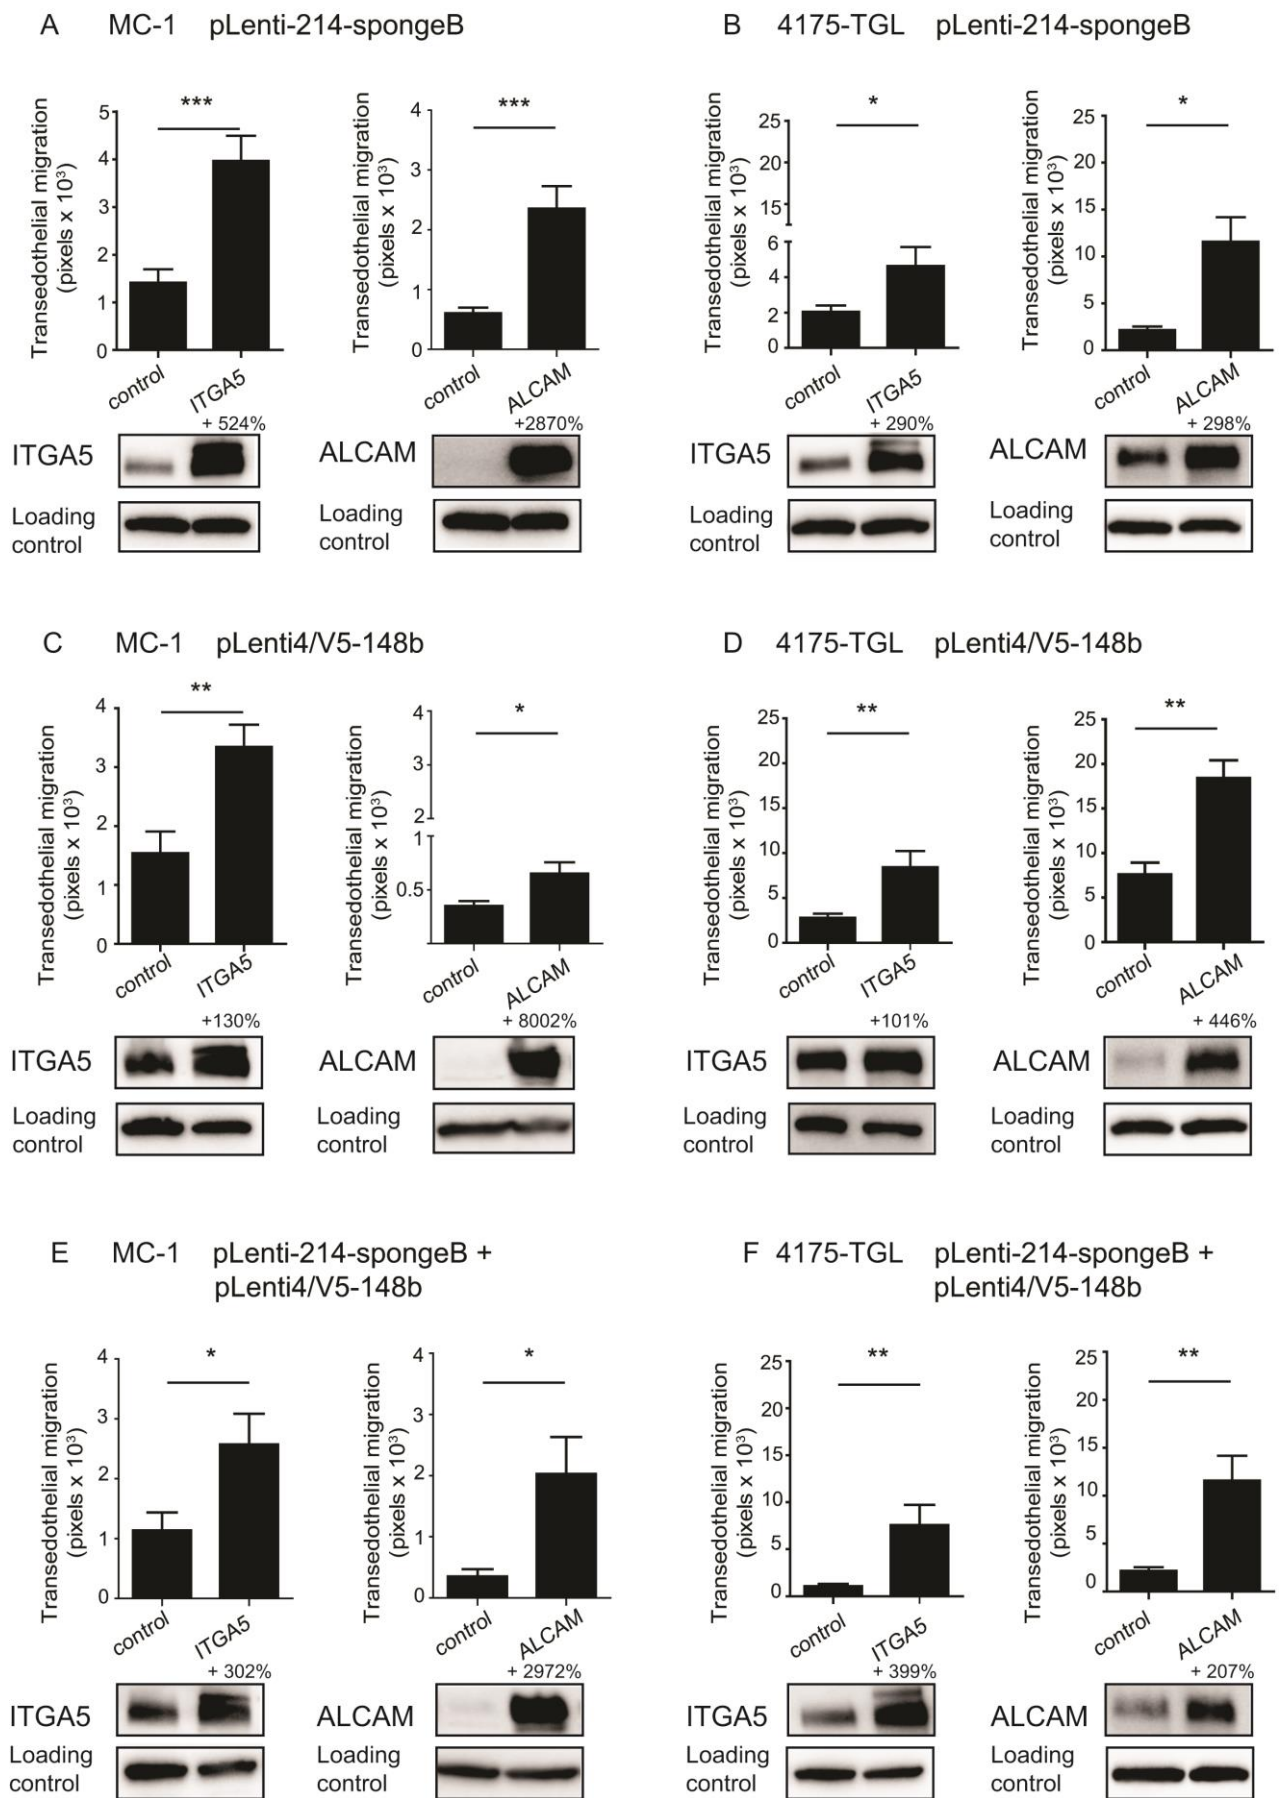 A MC-1 pLenti-214-spongeB
Transedothelial migration
(pixels x 10³)
5
4
3
2
1
0
***
control
ITGA5
+ 524%
ITGA5
Loading
control
Transedothelial migration
(pixels x 10³)
4
3
2
1
0
***
control
ALCAM
+2870%
ALCAM
Loading
control
B 4175-TGL pLenti-214-spongeB
Transedothelial migration
(pixels x 10³)
25
20
15
6
4
2
0
*
control
ITGA5
+ 290%
ITGA5
Loading
control
Transedothelial migration
(pixels x 10³)
25
20
15
10
5
0
*
control
ALCAM
+ 298%
ALCAM
Loading
control
C MC-1 pLenti4/V5-148b
Transedothelial migration
(pixels x 10³)
4
3
2
1
0
**
control
ITGA5
+130%
ITGA5
Loading
control
Transedothelial migration
(pixels x 10³)
4
3
2
1
0.5
*
control
ALCAM
+ 8002%
ALCAM
Loading
control
D 4175-TGL pLenti4/V5-148b
Transedothelial migration
(pixels x 10³)
25
20
15
10
5
0
**
control
ITGA5
+101%
ITGA5
Loading
control
Transedothelial migration
(pixels x 10³)
25
20
15
10
5
0
**
control
ALCAM
+ 446%
ALCAM
Loading
control
E MC-1 pLenti-214-spongeB +
pLenti4/V5-148b
Transedothelial migration
(pixels x 10³)
4
3
2
1
0
*
control
ITGA5
+ 302%
ITGA5
Loading
control
Transedothelial migration
(pixels x 10³)
4
3
2
1
0
*
control
ALCAM
+ 2972%
ALCAM
Loading
control
F 4175-TGL pLenti-214-spongeB +
pLenti4/V5-148b
Transedothelial migration
(pixels x 10³)
25
20
15
10
5
0
**
control
ITGA5
+ 399%
ITGA5
Loading
control
Transedothelial migration
(pixels x 10³)
25
20
15
10
5
0
**
control
ALCAM
+ 207%
ALCAM
Loading
control